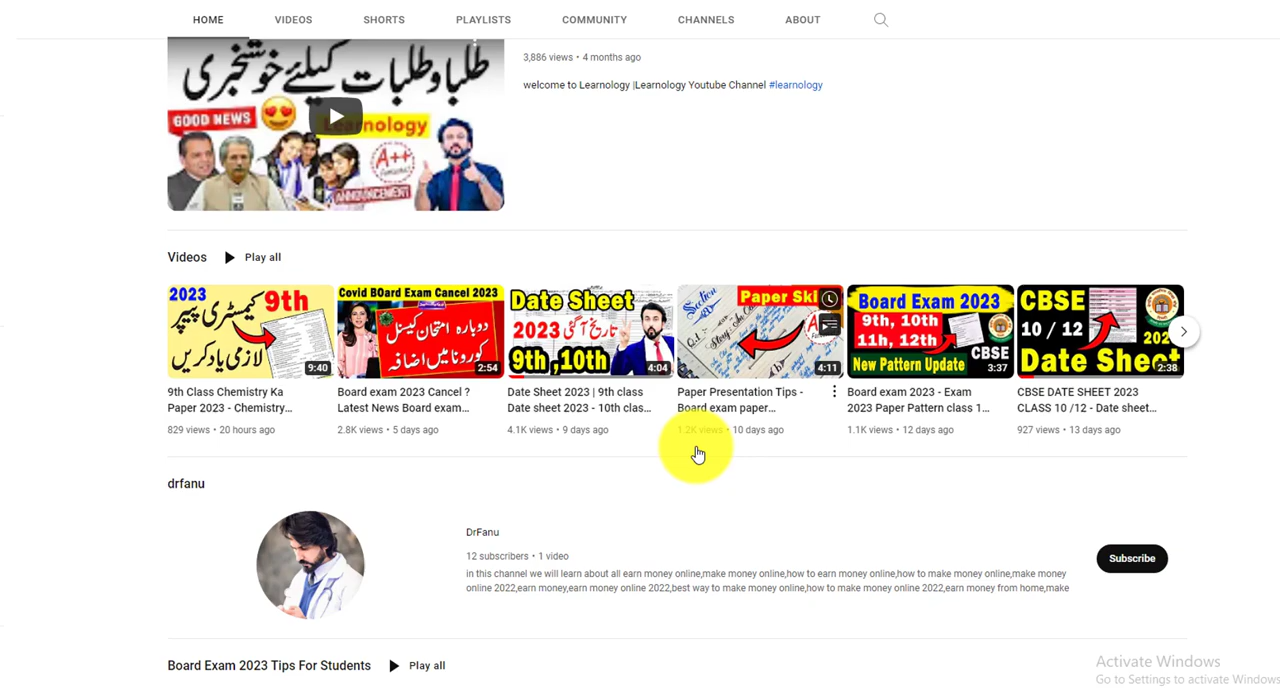 HOME VIDEOS SHORTS PLAYLISTS COMMUNITY CHANNELS ABOUT
طلبا و طالبات کیلئے خوشخبری
GOOD NEWS
Learnology
A++
ANNOUNCEMENT
3,886 views • 4 months ago
welcome to Learnology |Learnology Youtube Channel #learnology
Videos Play all
2023 9th
کیمسٹری پیپر
لازمی یاد کریں
9:40
9th Class Chemistry Ka
Paper 2023 - Chemistry...
829 views • 20 hours ago
Covid BOard Exam Cancel 2023
دوبارہ امتحان کینسل
کورونا میں اضافہ
2:54
Board exam 2023 Cancel ?
Latest News Board exam...
2.8K views • 5 days ago
Date Sheet
2023 تاریخ آگئی
9th ,10th
4:04
Date Sheet 2023 | 9th class
Date sheet 2023 - 10th clas...
4.1K views • 9 days ago
Paper Ski
Section
4:11
Paper Presentation Tips -
Board exam paper...
1.2K views • 10 days ago
Board Exam 2023
9th, 10th
11th, 12th
CBSE
New Pattern Update
3:37
Board exam 2023 - Exam
2023 Paper Pattern class 1...
1.1K views • 12 days ago
CBSE
10 / 12
Date Sheet
2:38
CBSE DATE SHEET 2023
CLASS 10 /12 - Date sheet...
927 views • 13 days ago
drfanu
DrFanu
12 subscribers • 1 video
in this channel we will learn about all earn money online,make money online,how to earn money online,how to make money online,make money
online 2022,earn money,earn money online 2022,best way to make money online,how to make money online 2022,earn money from home,make
Subscribe
Board Exam 2023 Tips For Students Play all
Activate Windows
Go to Settings to activate Windows